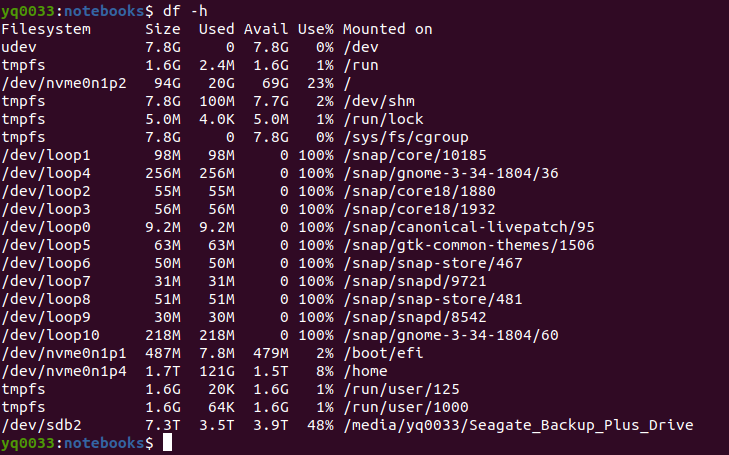 yq0033:notebooks$ df -h
Filesystem      Size  Used Avail Use% Mounted on
udev            7.8G     0  7.8G   0% /dev
tmpfs           1.6G  2.4M  1.6G   1% /run
/dev/nvme0n1p2   94G   20G   69G  23% /
tmpfs           7.8G  100M  7.7G   2% /dev/shm
tmpfs           5.0M  4.0K  5.0M   1% /run/lock
tmpfs           7.8G     0  7.8G   0% /sys/fs/cgroup
/dev/loop1       98M   98M     0 100% /snap/core/10185
/dev/loop4      256M  256M     0 100% /snap/gnome-3-34-1804/36
/dev/loop2       55M   55M     0 100% /snap/core18/1880
/dev/loop3       56M   56M     0 100% /snap/core18/1932
/dev/loop0      9.2M  9.2M     0 100% /snap/canonical-livepatch/95
/dev/loop5       63M   63M     0 100% /snap/gtk-common-themes/1506
/dev/loop6       50M   50M     0 100% /snap/snap-store/467
/dev/loop7       31M   31M     0 100% /snap/snapd/9721
/dev/loop8       51M   51M     0 100% /snap/snap-store/481
/dev/loop9       30M   30M     0 100% /snap/snapd/8542
/dev/loop10     218M  218M     0 100% /snap/gnome-3-34-1804/60
/dev/nvme0n1p1  487M  7.8M  479M   2% /boot/efi
/dev/nvme0n1p4  1.7T  121G  1.5T   8% /home
tmpfs           1.6G   20K  1.6G   1% /run/user/125
tmpfs           1.6G   64K  1.6G   1% /run/user/1000
/dev/sdb2       7.3T  3.5T  3.9T  48% /media/yq0033/Seagate_Backup_Plus_Drive
yq0033:notebooks$